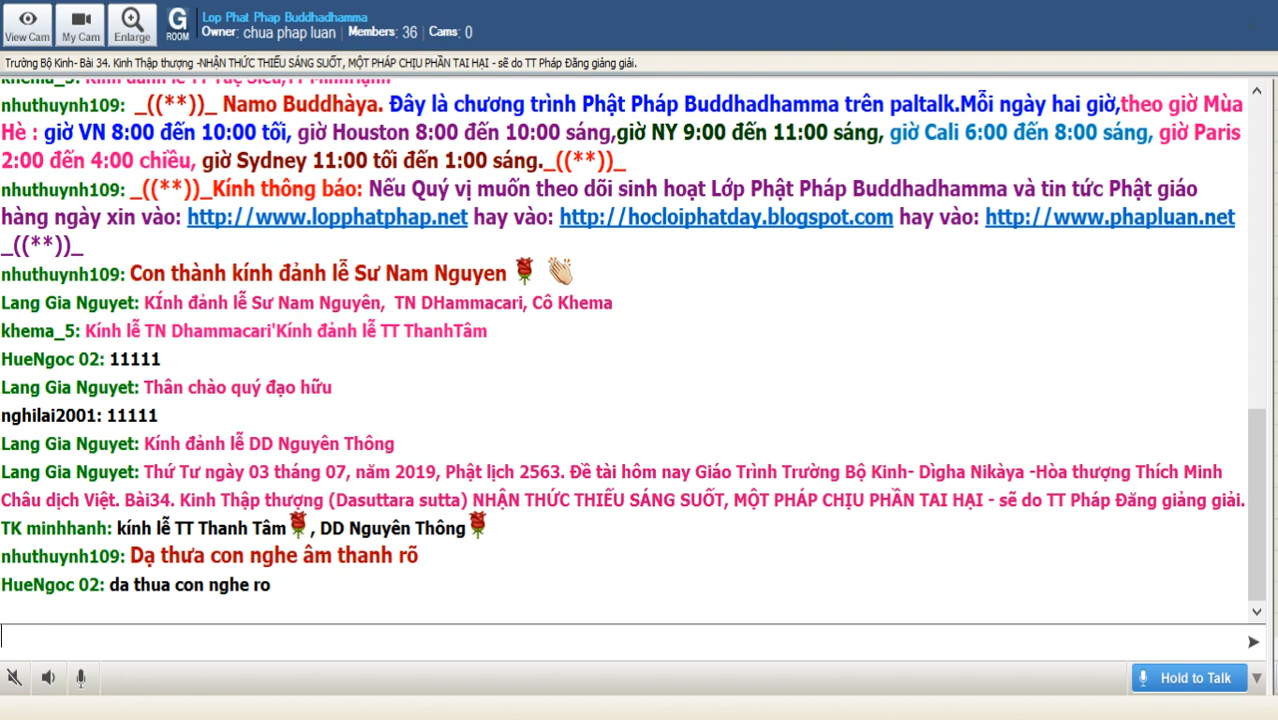 View Cam
My Cam
Enlarge
G
ROOM
Lop Phat Phap Buddhadhamma
Owner: chua phap luan | Members: 36 | Cams: 0
Trường Bộ Kinh- Bài 34. Kinh Thập thượng -NHẬN THỨC THIẾU SÁNG SUỐT, MỘT PHÁP CHỊU PHẦN TAI HẠI - sẽ do TT Pháp Đăng giảng giải.
nhuthuynh109: _((**))_ Namo Buddhàya. Đây là chương trình Phật Pháp Buddhadhamma trên paltalk.Mỗi ngày hai giờ,theo giờ Mùa
Hè : giờ VN 8:00 đến 10:00 tối, giờ Houston 8:00 đến 10:00 sáng,giờ NY 9:00 đến 11:00 sáng, giờ Cali 6:00 đến 8:00 sáng, giờ Paris
2:00 đến 4:00 chiều, giờ Sydney 11:00 tối đến 1:00 sáng._((**))_
nhuthuynh109: _((**))_Kính thông báo: Nếu Quý vị muốn theo dõi sinh hoạt Lớp Phật Pháp Buddhadhamma và tin tức Phật giáo
hàng ngày xin vào: http://www.lopphatphap.net hay vào: http://hocloiphatday.blogspot.com hay vào: http://www.phapluan.net
_((**))_
nhuthuynh109: Con thành kính đảnh lễ Sư Nam Nguyen
Lang Gia Nguyet: KÍnh đảnh lễ Sư Nam Nguyên, TN DHammacari, Cô Khema
khema_5: Kính lễ TN Dhammacari'Kính đảnh lễ TT ThanhTâm
HueNgoc 02: 11111
Lang Gia Nguyet: Thân chào quý đạo hữu
nghilai2001: 11111
Lang Gia Nguyet: Kính đảnh lễ DD Nguyên Thông
Lang Gia Nguyet: Thứ Tư ngày 03 tháng 07, năm 2019, Phật lịch 2563. Đề tài hôm nay Giáo Trình Trường Bộ Kinh- Dìgha Nikàya -Hòa thượng Thích Minh
Châu dịch Việt. Bài34. Kinh Thập thượng (Dasuttara sutta) NHẬN THỨC THIẾU SÁNG SUỐT, MỘT PHÁP CHỊU PHẦN TAI HẠI - sẽ do TT Pháp Đăng giảng giải.
TK minhhanh: kính lễ TT Thanh Tâm , DD Nguyên Thông
nhuthuynh109: Dạ thưa con nghe âm thanh rõ
HueNgoc 02: da thua con nghe ro
Hold to Talk